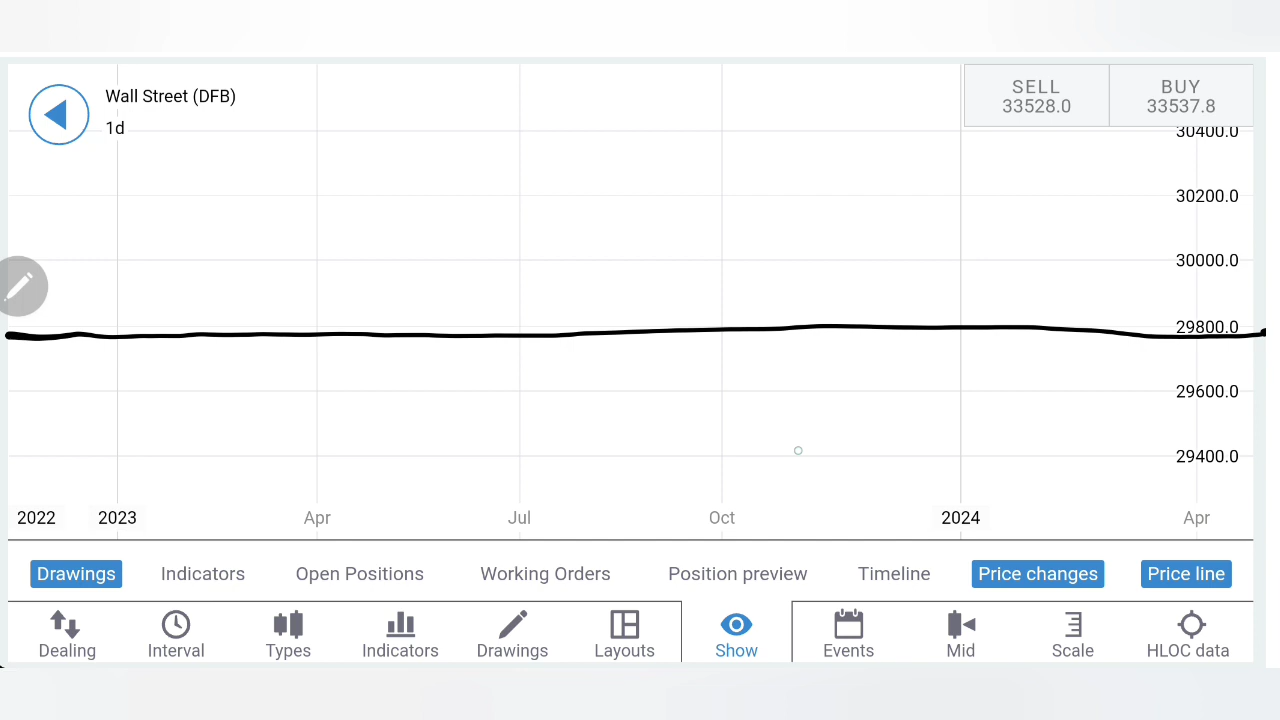 Wall Street (DFB)
1d
SELL
33528.0
BUY
33537.8
30400.0
30200.0
30000.0
29800.0
29600.0
29400.0
2022 2023 Apr Jul Oct 2024 Apr
Drawings Indicators Open Positions Working Orders Position preview Timeline Price changes Price line
Dealing Interval Types Indicators Drawings Layouts Show Events Mid Scale HLOC data